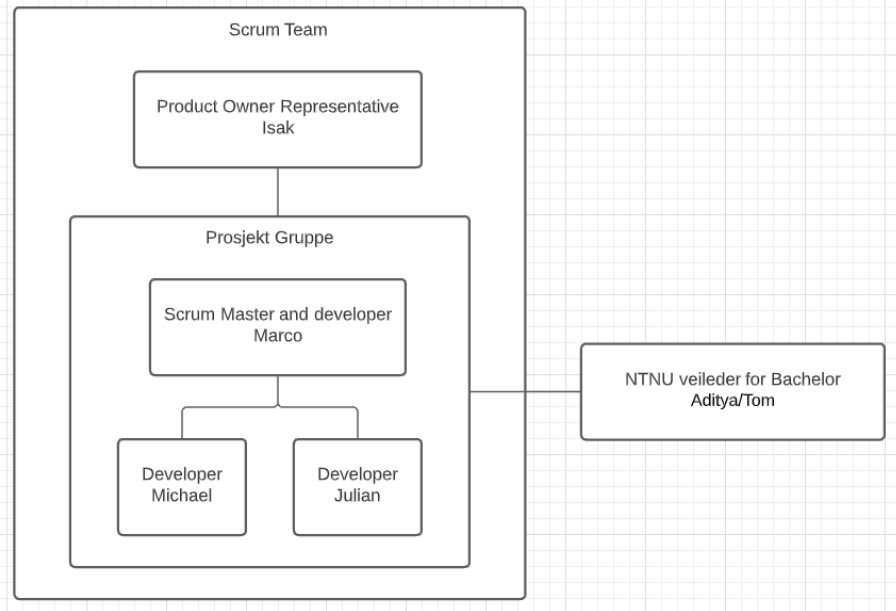 Scrum Team
Product Owner Representative
Isak
Prosjekt Gruppe
Scrum Master and developer
Marco
Developer
Michael
Developer
Julian
NTNU veileder for Bachelor
Aditya/Tom